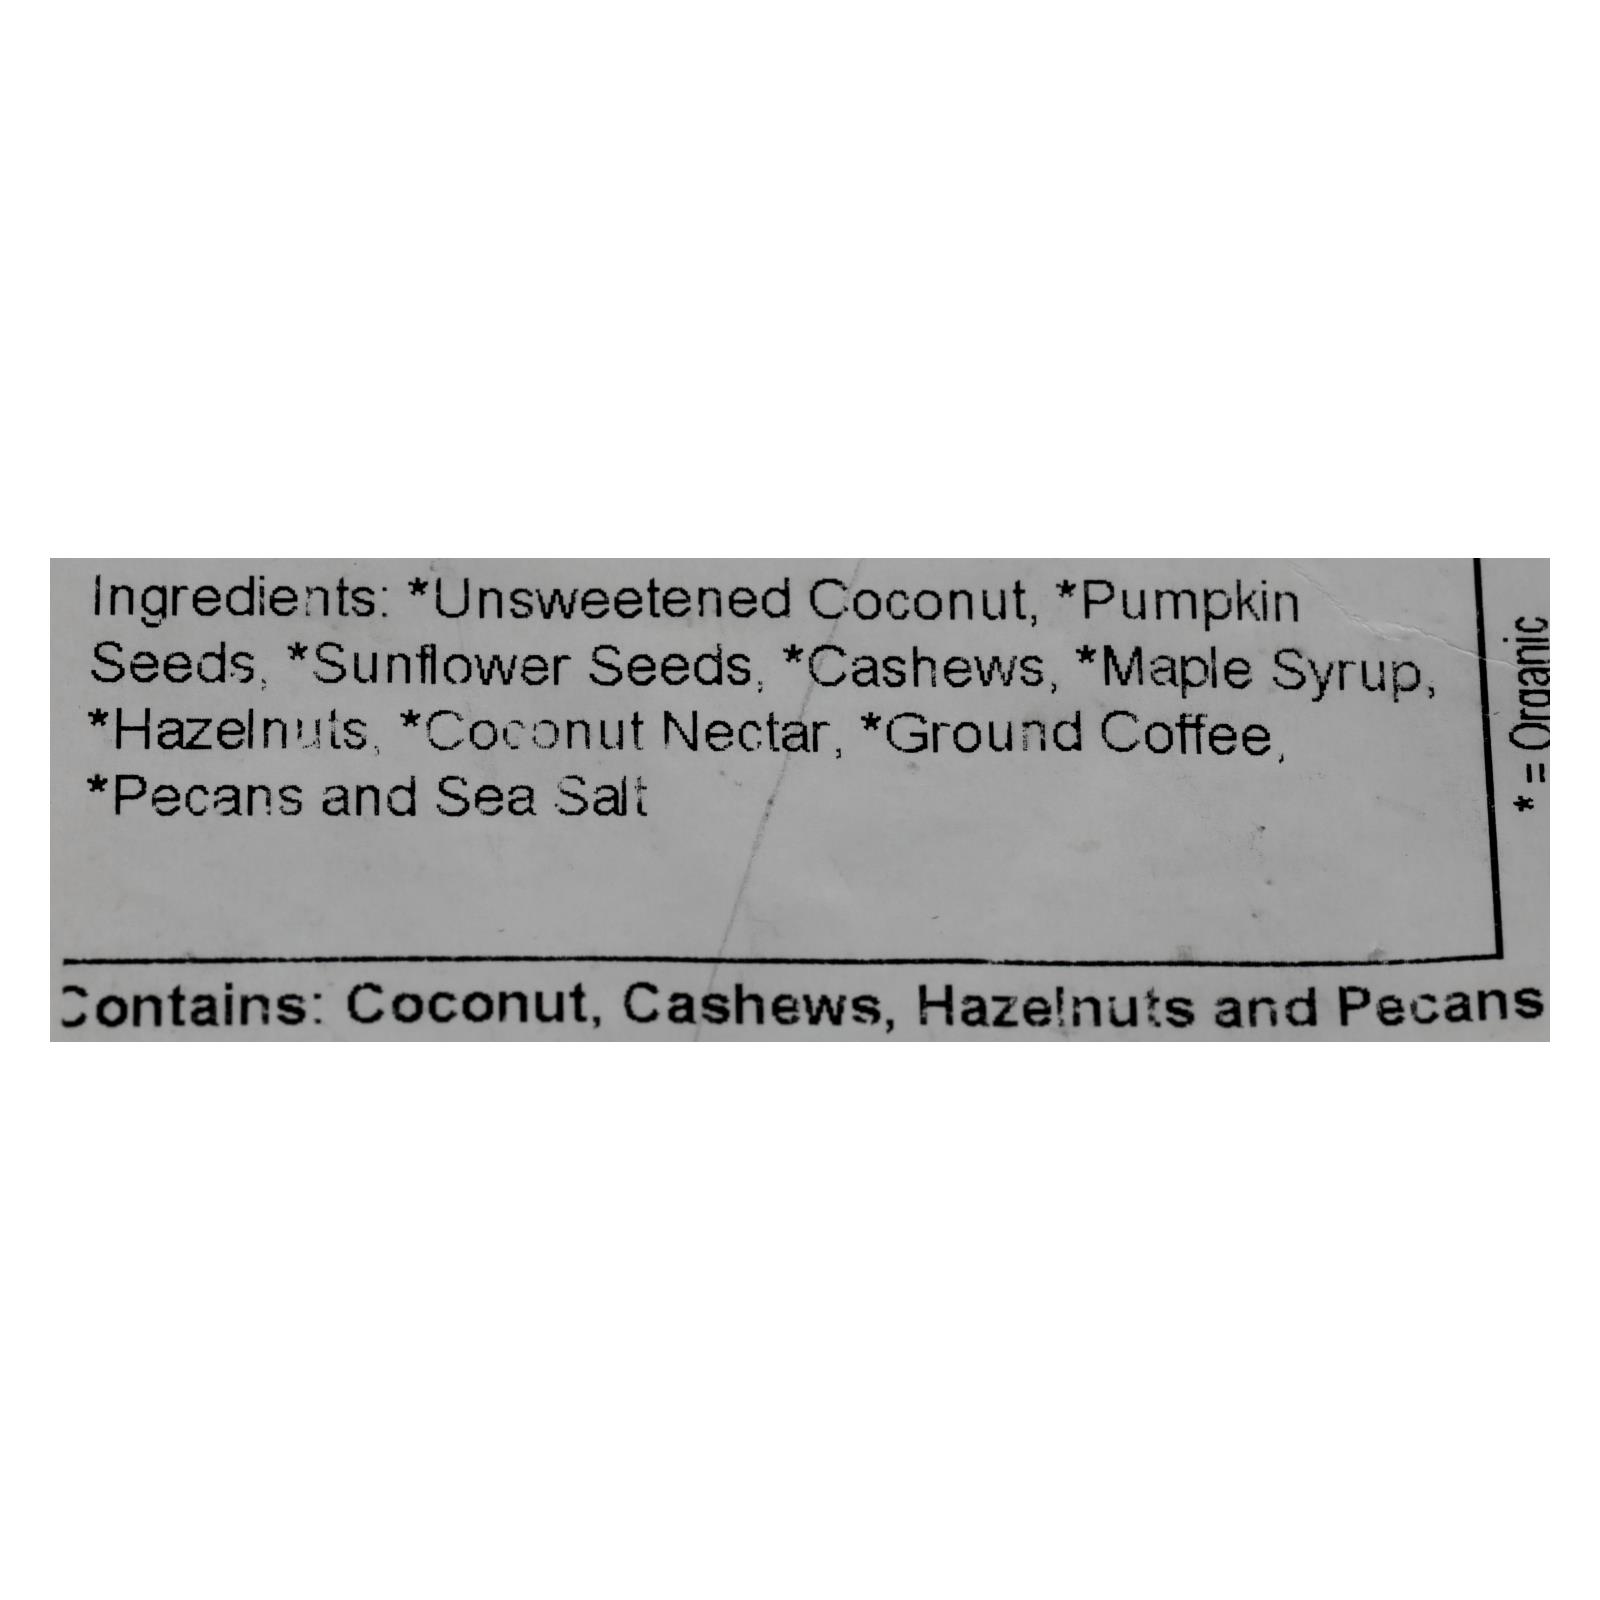 Ingredients: *Unsweetened Coconut, *Pumpkin
Seeds, *Sunflower Seeds, *Cashews, *Maple Syrup,
*Hazelnuts, *Coconut Nectar, *Ground Coffee,
*Pecans and Sea Salt
* = Organic
Contains: Coconut, Cashews, Hazelnuts and Pecans